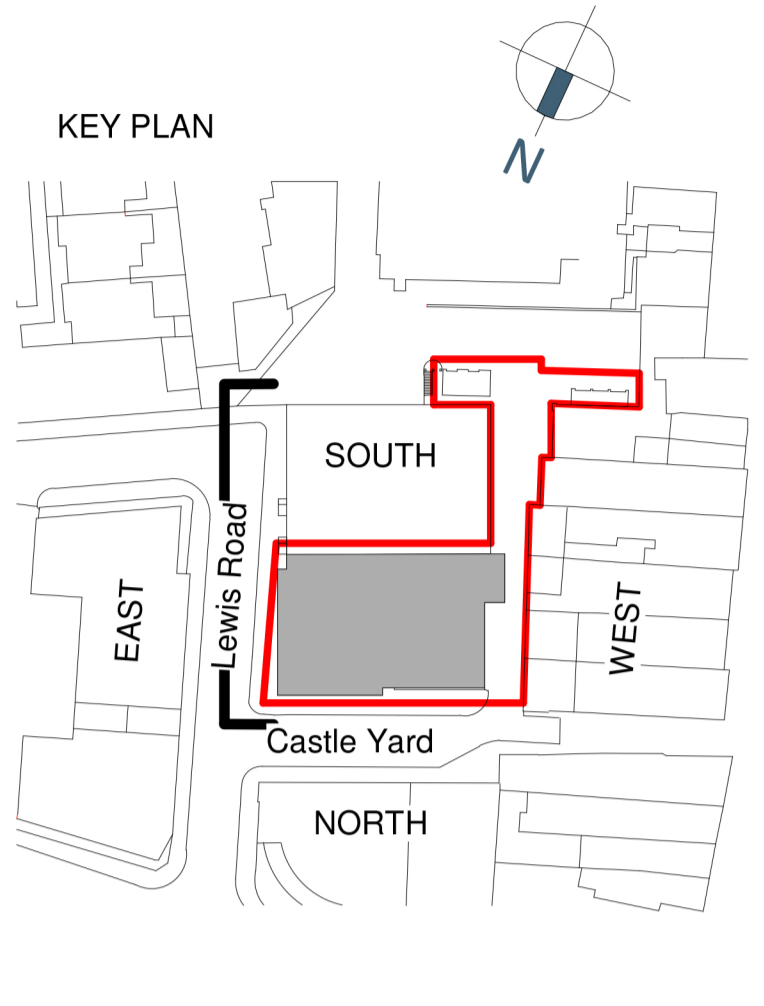 N
KEY PLAN
SOUTH
Lewis Road
EAST
WEST
Castle Yard
NORTH